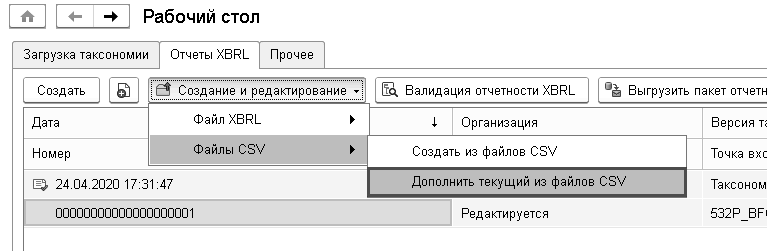 Рабочий стол
Загрузка таксономии Отчеты XBRL Прочее
Создать Создание и редактирование Валидация отчетности XBRL Выгрузить пакет отчетн
Дата Файл XBRL Организация Версия та
Номер Файлы CSV Создать из файлов CSV Точка вхо
24.04.2020 17:31:47 Дополнить текущий из файлов CSV Таксоном
00000000000000000001 Редактируется 532P_BFO